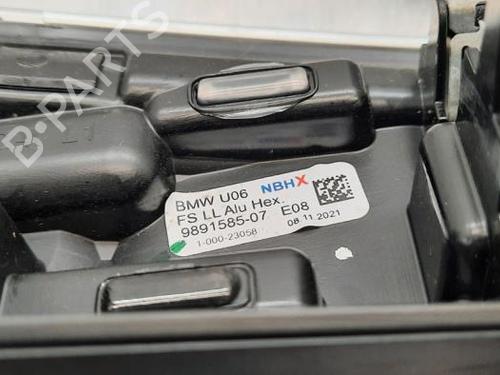 B-PARTS
BMW U06 NBHX
FS LL Alu Hex.
9891585-07 E08
1-000-23058 08.11.2021